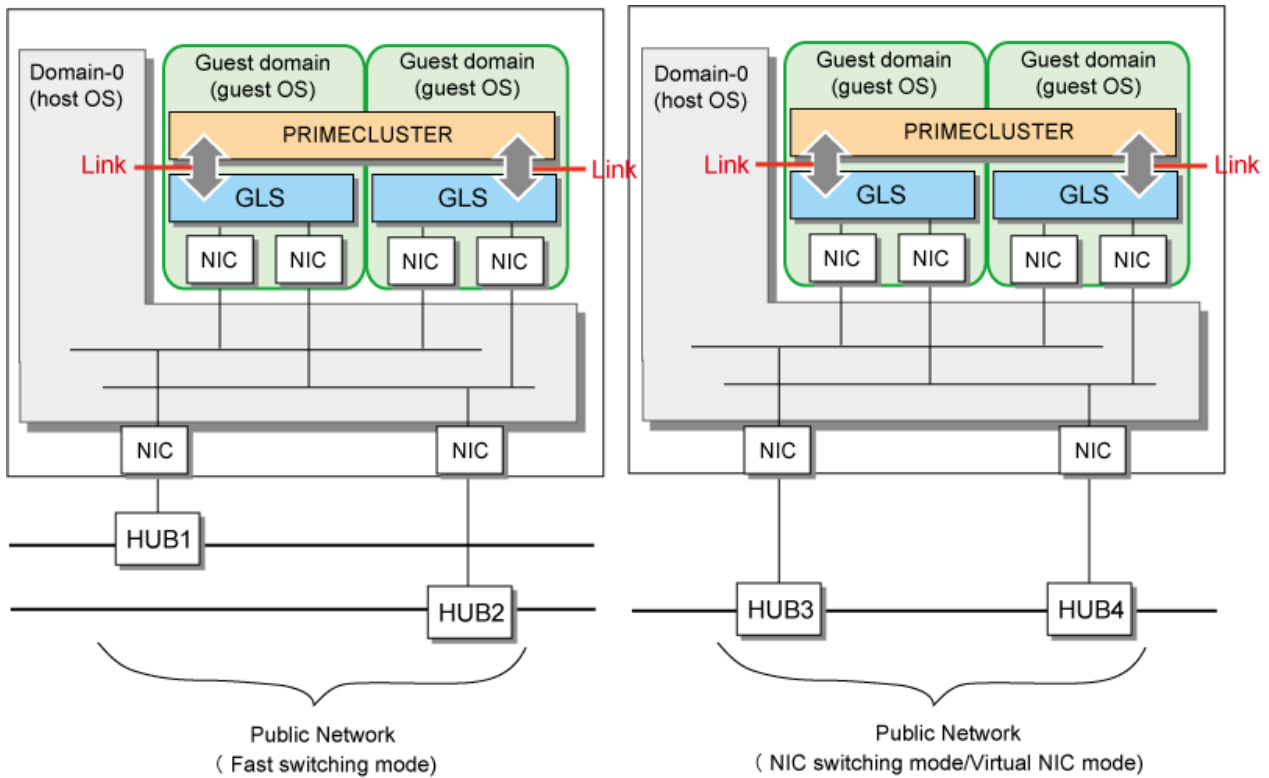 Domain-0
(host OS)
Guest domain
(guest OS)
Guest domain
(guest OS)
PRIMECLUSTER
Link
Link
GLS
GLS
NIC
NIC
NIC
NIC
NIC
NIC
HUB1
HUB2
Public Network
( Fast switching mode)
Domain-0
(host OS)
Guest domain
(guest OS)
Guest domain
(guest OS)
PRIMECLUSTER
Link
Link
GLS
GLS
NIC
NIC
NIC
NIC
NIC
NIC
HUB3
HUB4
Public Network
( NIC switching mode/Virtual NIC mode)